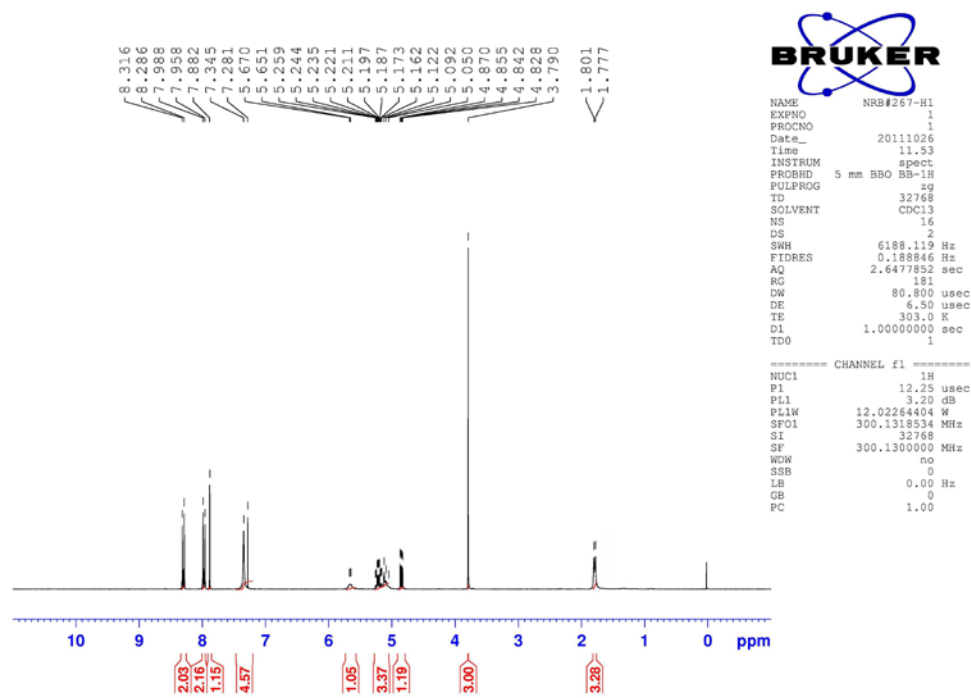 8.316
8.286
7.988
7.958
7.882
7.345
7.281
5.670
5.651
5.259
5.244
5.235
5.221
5.211
5.197
5.187
5.173
5.162
5.122
5.092
5.050
4.870
4.855
4.842
4.828
3.790
1.801
1.777
BRUKER
NAME NRB#267-H1
EXPNO 1
PROCNO 1
Date_ 20111026
Time 11.53
INSTRUM spect
PROBHD 5 mm BBO BB-1H
PULPROG zg
TD 32768
SOLVENT CDCl3
NS 16
DS 2
SWH 6188.119 Hz
FIDRES 0.188846 Hz
AQ 2.6477852 sec
RG 181
DW 80.800 usec
DE 6.50 usec
TE 303.0 K
D1 1.00000000 sec
TD0 1
======== CHANNEL f1 ========
NUC1 1H
P1 12.25 usec
PL1 3.20 dB
PL1W 12.02264404 W
SFO1 300.1318534 MHz
SI 32768
SF 300.1300000 MHz
WDW no
SSB 0
LB 0.00 Hz
GB 0
PC 1.00
10 9 8 7 6 5 4 3 2 1 0 ppm
2.03
2.16
1.15
4.57
1.05
3.37
1.19
3.00
3.28